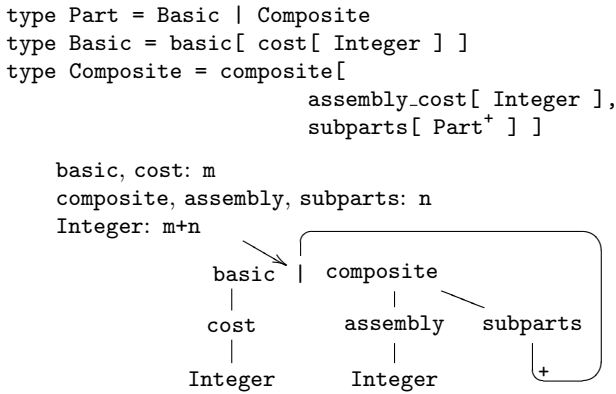 type Part = Basic | Composite
type Basic = basic[ cost[ Integer ] ]
type Composite = composite[
assembly_cost[ Integer ],
subparts[ Part+ ] ]
basic, cost: m
composite, assembly, subparts: n
Integer: m+n
basic | composite
cost assembly subparts
Integer Integer +